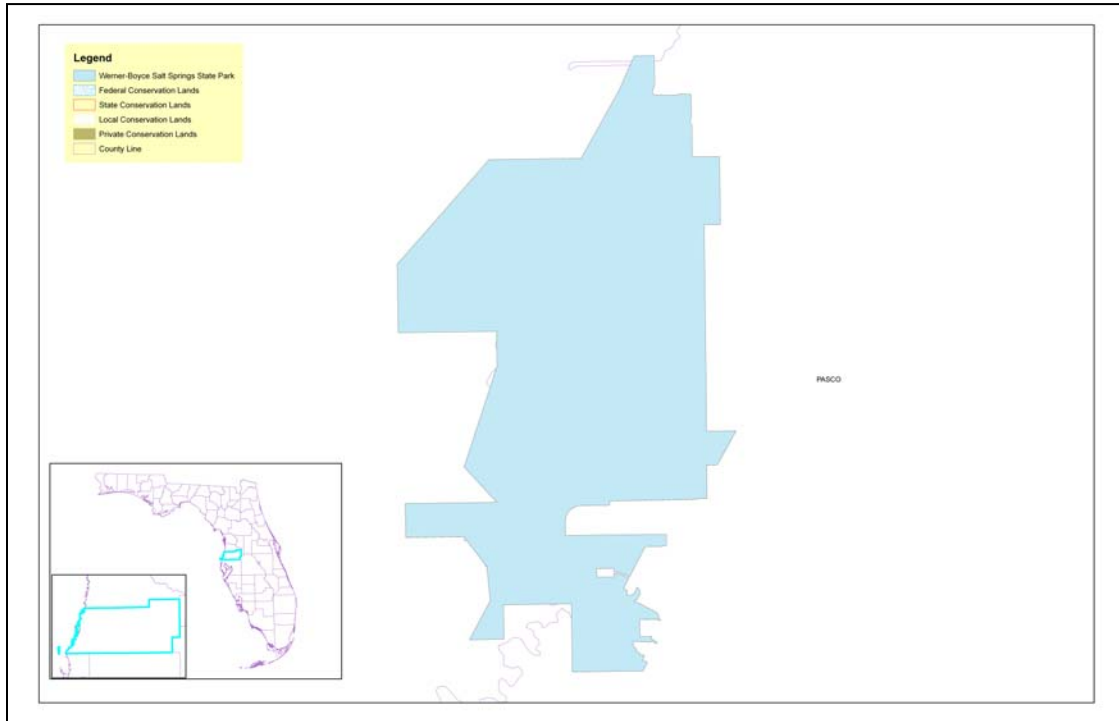 Legend
Werner-Boyce Salt Springs State Park
Federal Conservation Lands
State Conservation Lands
Local Conservation Lands
Private Conservation Lands
County Line
PASCO